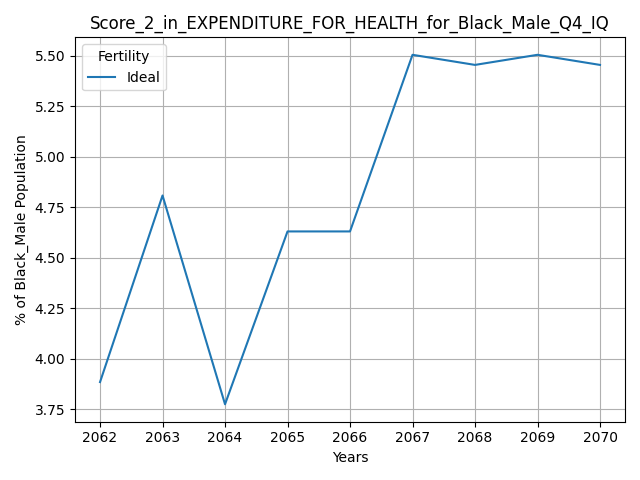 Score_2_in_EXPENDITURE_FOR_HEALTH_for_Black_Male_Q4_IQ
Fertility
Ideal
% of Black_Male Population
5.50
5.25
5.00
4.75
4.50
4.25
4.00
3.75
2062 2063 2064 2065 2066 2067 2068 2069 2070
Years